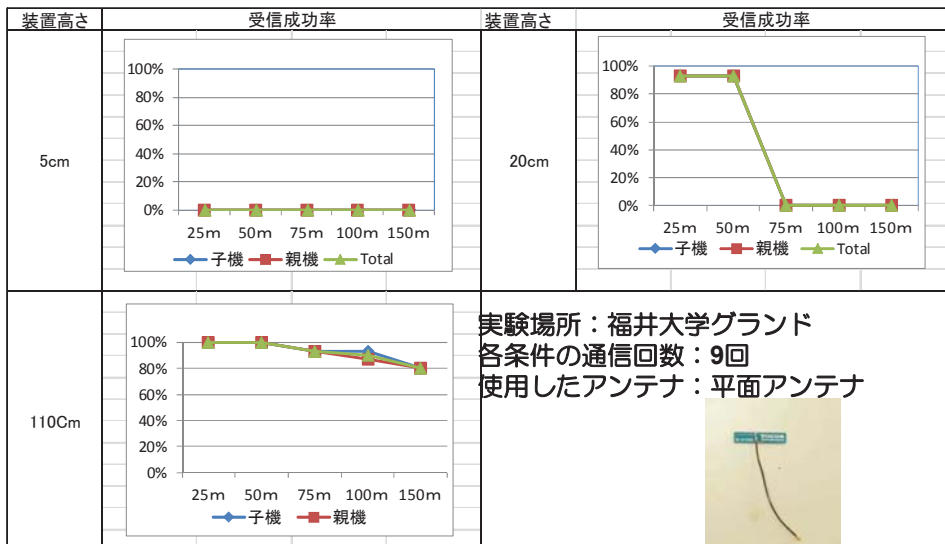 装置高さ 受信成功率 装置高さ 受信成功率
5cm
100%
80%
60%
40%
20%
0%
25m 50m 75m 100m 150m
子機 親機 Total
20cm
100%
80%
60%
40%
20%
0%
25m 50m 75m 100m 150m
子機 親機 Total
110Cm
100%
80%
60%
40%
20%
0%
25m 50m 75m 100m 150m
子機 親機
実験場所：福井大学グランド
各条件の通信回数：9回
使用したアンテナ：平面アンテナ